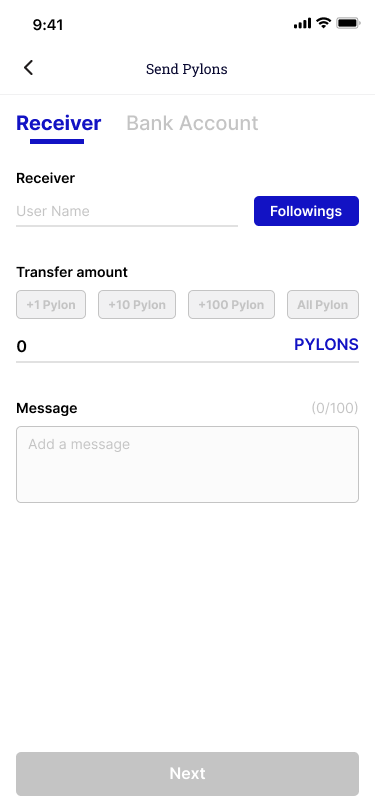 9:41
Send Pylons
Receiver Bank Account
Receiver
User Name Followings
Transfer amount
+1 Pylon +10 Pylon +100 Pylon All Pylon
0 PYLONS
Message (0/100)
Add a message
Next